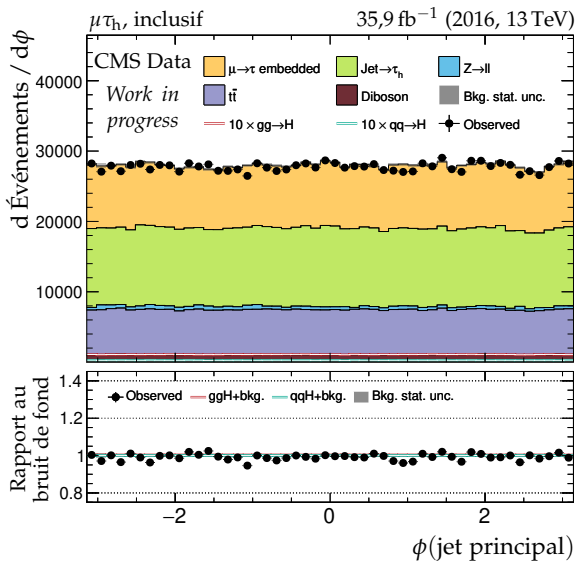 μτh, inclusif 35,9 fb−1 (2016, 13 TeV)
CMS Data
Work in
progress
μ→τ embedded Jet→τh Z→ll
tt̄ Diboson Bkg. stat. unc.
10 × gg→H 10 × qq→H Observed
d Événements / dϕ
40000
30000
20000
10000
Observed ggH+bkg. qqH+bkg. Bkg. stat. unc.
Rapport au
bruit de fond
1.4
1.2
1
0.8
−2 0 2
ϕ(jet principal)